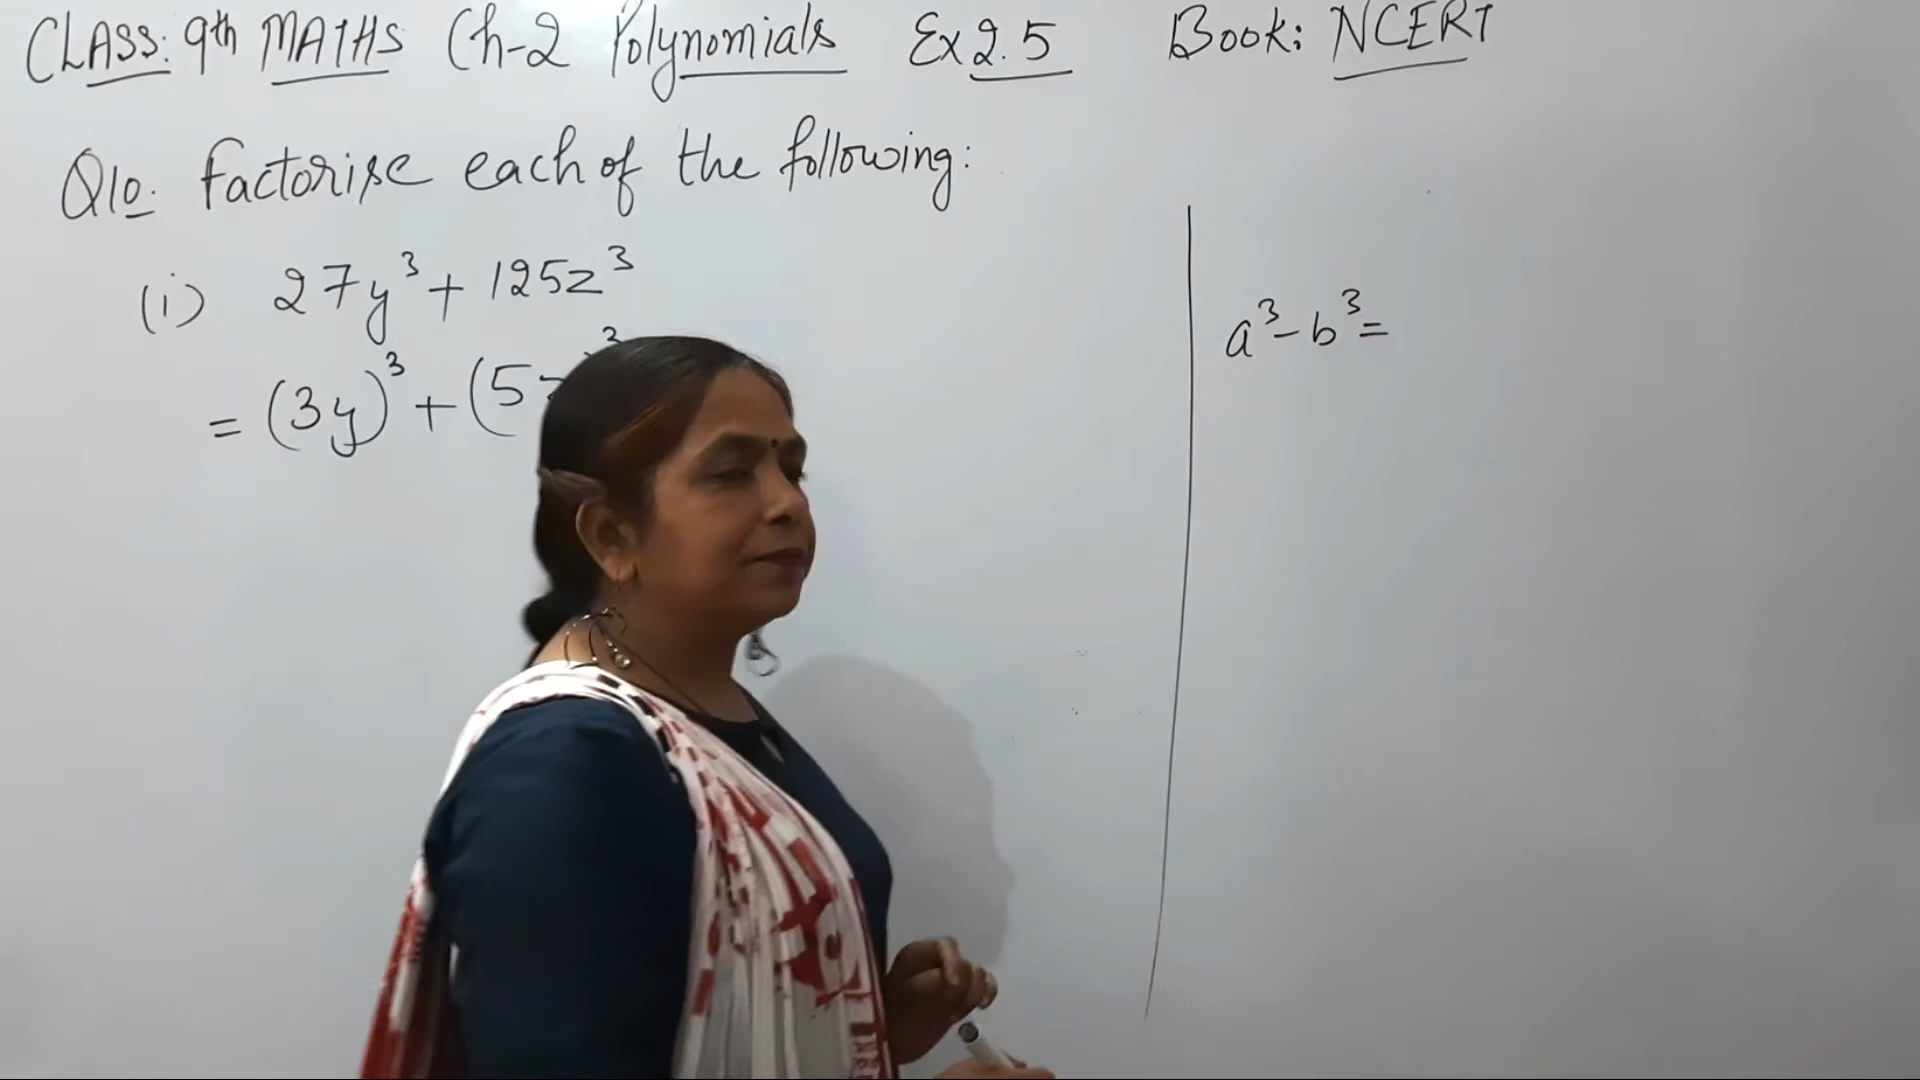 CLASS: 9th MATHS Ch-2 Polynomials Ex 2.5 Book: NCERT
Q10. Factorise each of the following:
(i) 27y³ + 125z³
= (3y)³ + (5
a³-b³=